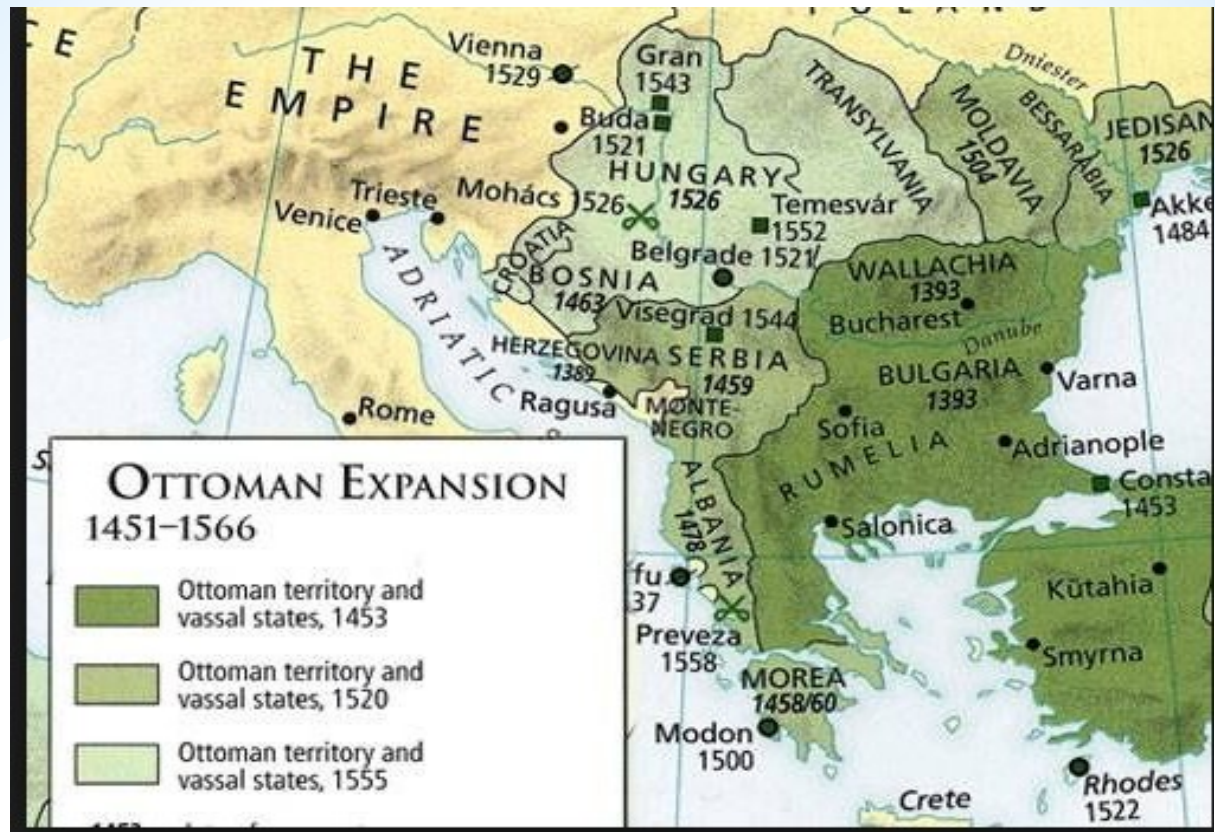 C E
P O L A N D
THE
EMPIRE
Vienna
1529
Gran
1543
Buda
1521
TRANSYLVANIA
Dniester
MOLDAVIA
1504
BESSARABIA
JEDISAN
1526
HUNGARY
1526
Mohács 1526
Trieste
Venice
Temesvár
1552
Akke
1484
CROATIA
BOSNIA
1463
Belgrade 1521
WALLACHIA
1393
Bucharest
Danube
ADRIATIC
S
Visegrad 1544
HERZEGOVINA
1389
SERBIA
1459
BULGARIA
1393
Varna
Ragusa
MONTE-
NEGRO
Rome
Sofia
RUMELIA
Adrianople
Consta
1453
ALBANIA
1478
Salonica
fu
37
Kūtahia
Preveza
1558
Smyrna
MOREA
1458/60
Modon
1500
Rhodes
1522
Crete
S
OTTOMAN EXPANSION
1451–1566
Ottoman territory and
vassal states, 1453
Ottoman territory and
vassal states, 1520
Ottoman territory and
vassal states, 1555